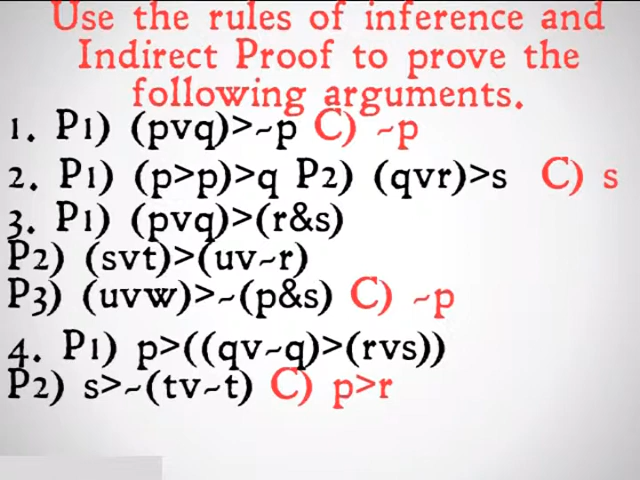 Use the rules of inference and
Indirect Proof to prove the
following arguments.
1. P1) (pvq)>~p C) ~p
2. P1) (p>p)>q P2) (qvr)>s C) s
3. P1) (pvq)>(r&s)
P2) (svt)>(uv~r)
P3) (uvw)>~(p&s) C) ~p
4. P1) p>((qv~q)>(rvs))
P2) s>~(tv~t) C) p>r